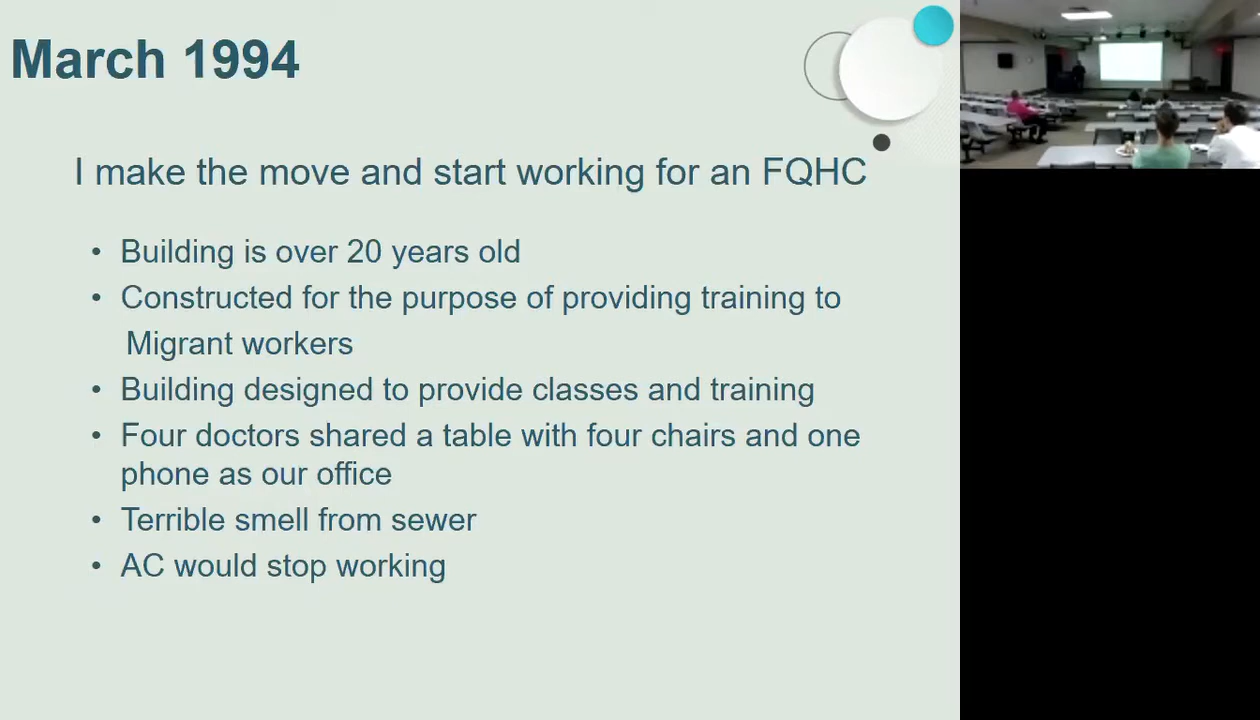 March 1994
I make the move and start working for an FQHC
• Building is over 20 years old
• Constructed for the purpose of providing training to
Migrant workers
• Building designed to provide classes and training
• Four doctors shared a table with four chairs and one
phone as our office
• Terrible smell from sewer
• AC would stop working